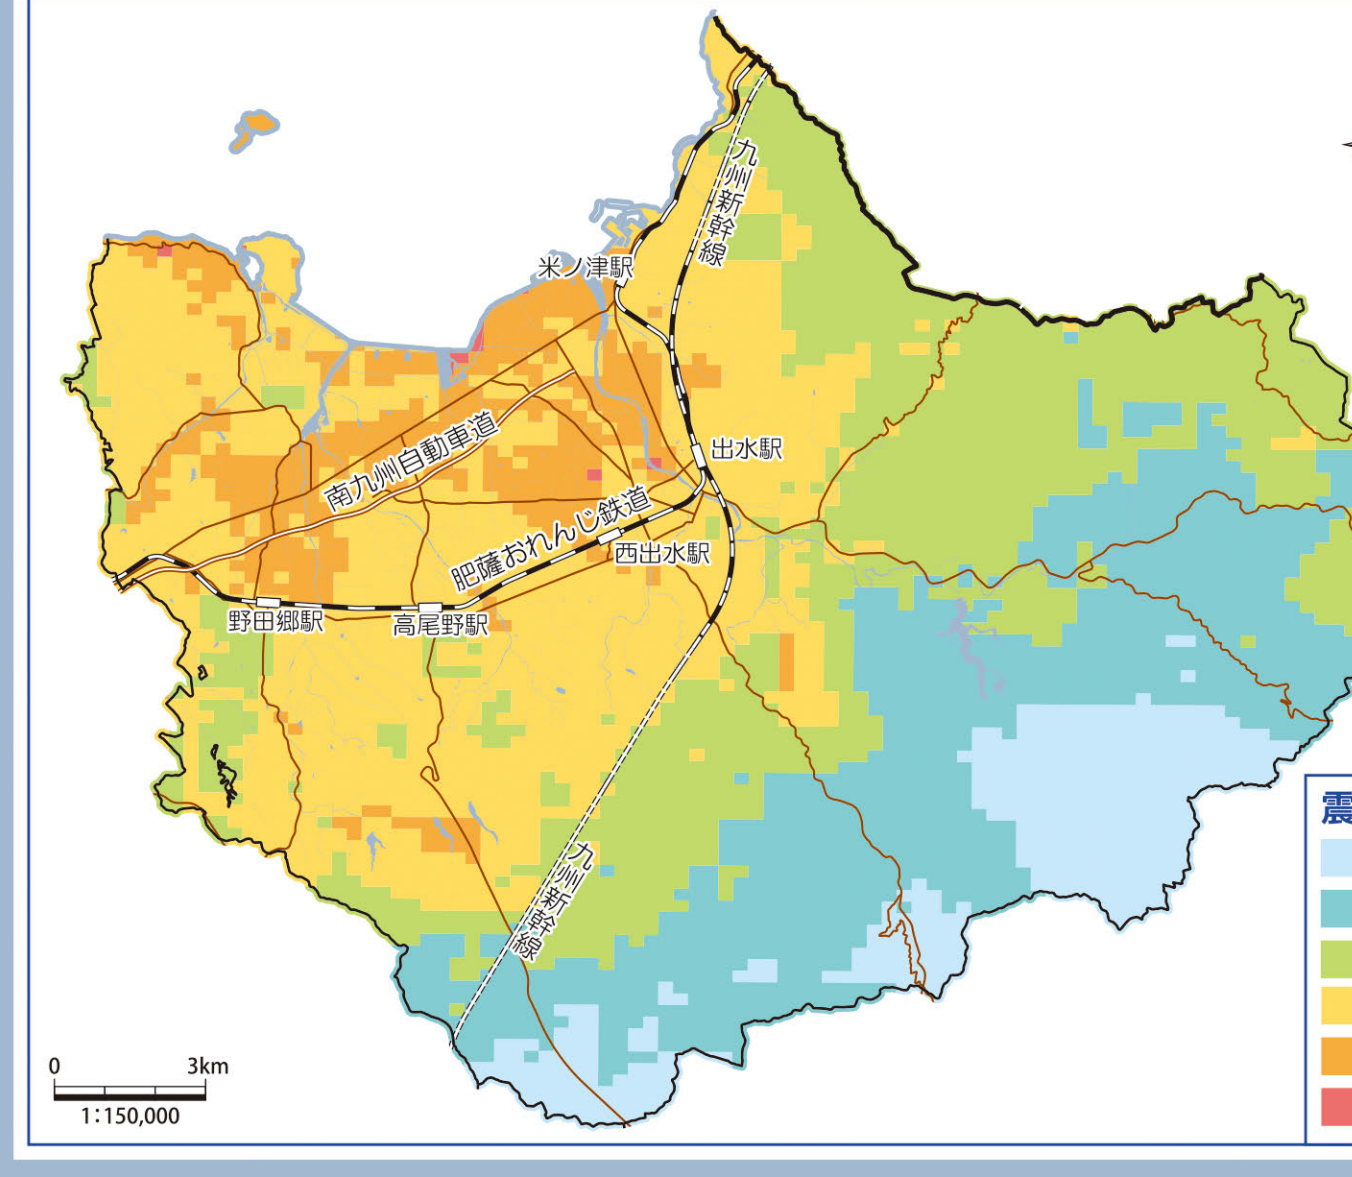 九州新幹線
米ノ津駅
出水駅
南九州自動車道
肥薩おれんじ鉄道
西出水駅
野田郷駅
高尾野駅
九州新幹線
震
0 3km
1:150,000